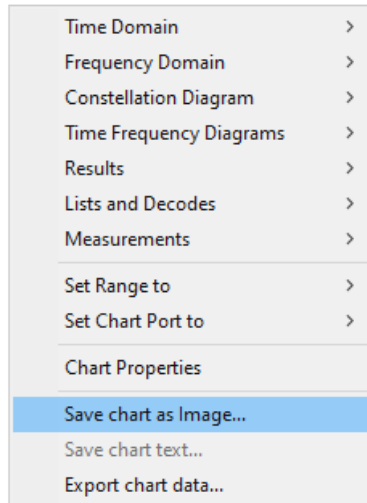 Time Domain
Frequency Domain
Constellation Diagram
Time Frequency Diagrams
Results
Lists and Decodes
Measurements
Set Range to
Set Chart Port to
Chart Properties
Save chart as Image...
Save chart text...
Export chart data...